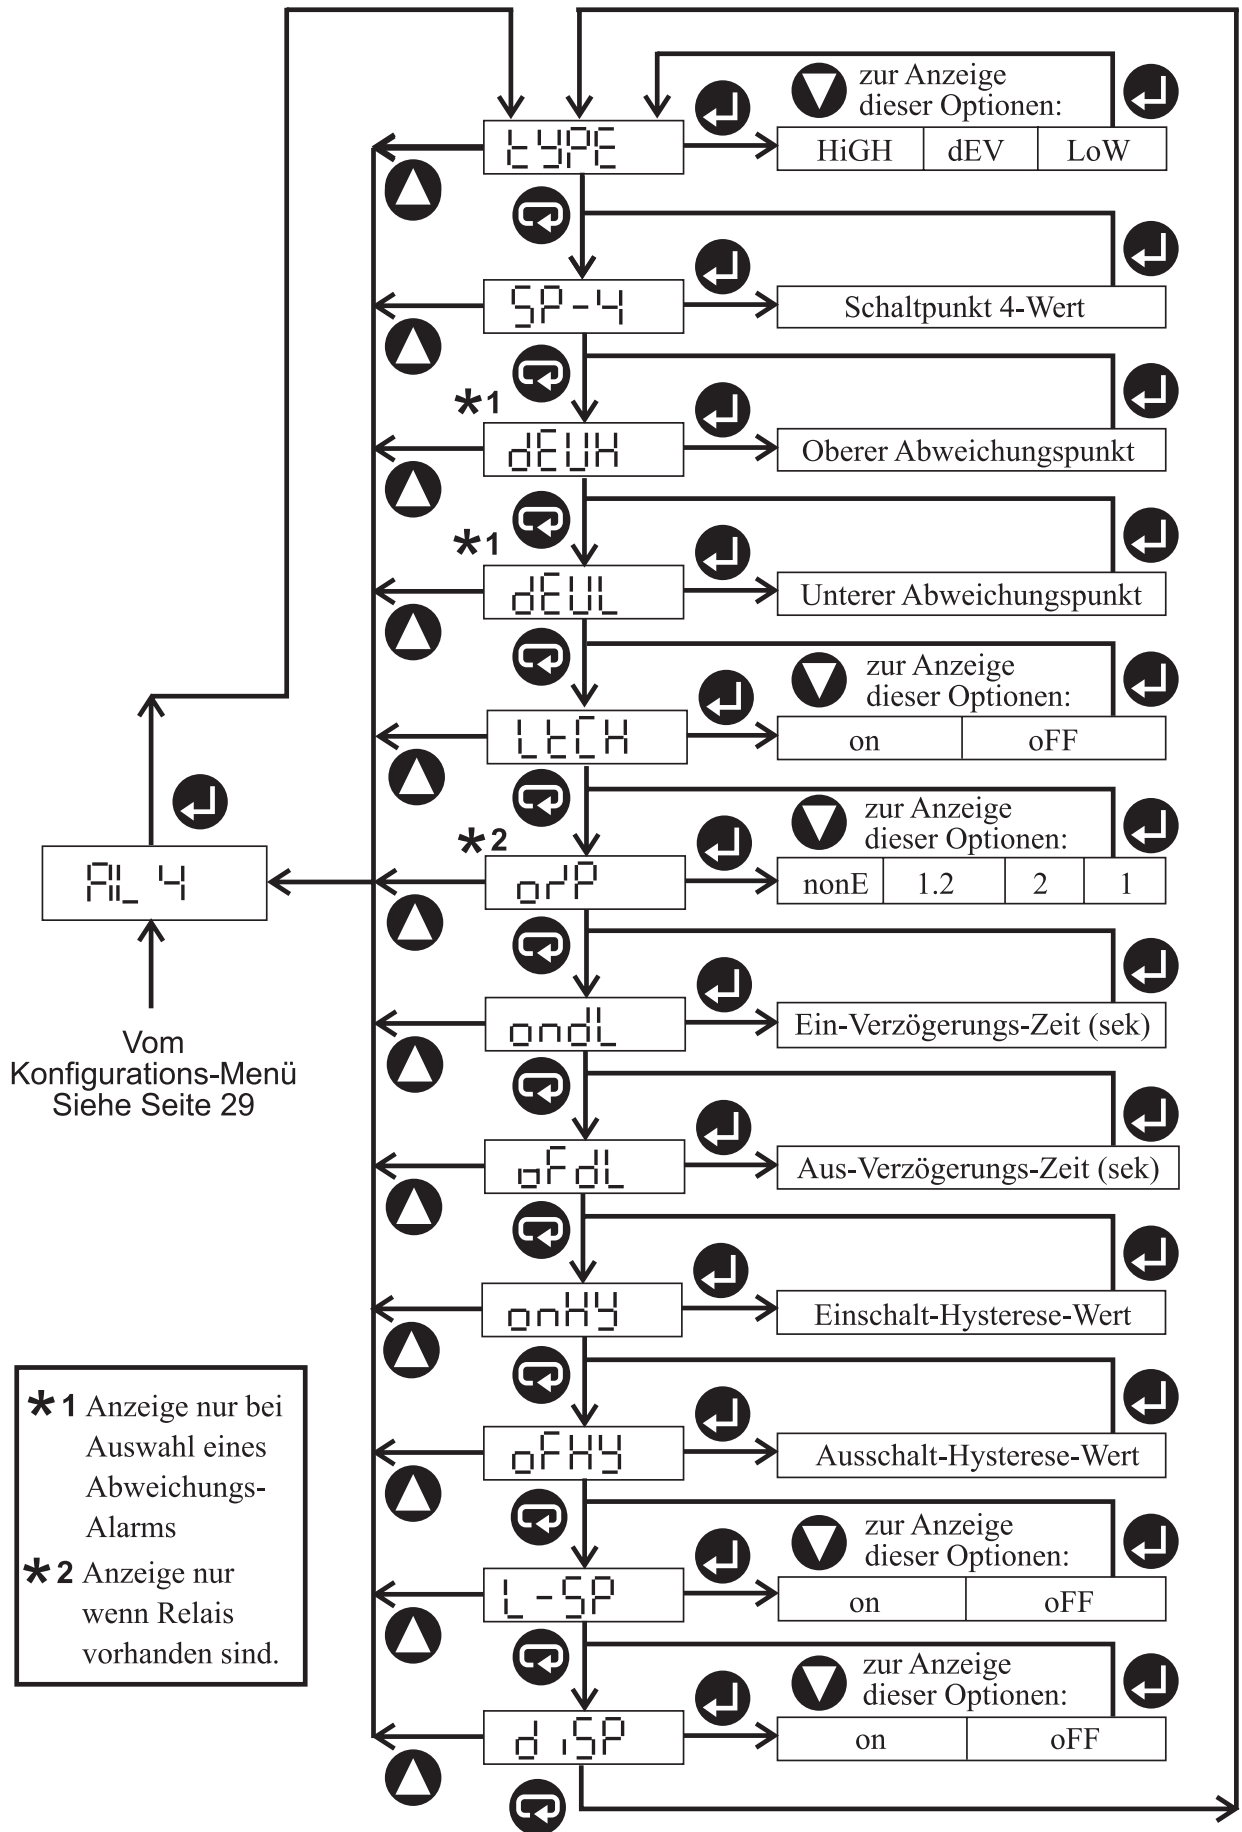 zur Anzeige
dieser Optionen:
tYPE
HiGH dEV LoW
SP-4
Schaltpunkt 4-Wert
*1
dEVH
Oberer Abweichungspunkt
*1
dEVL
Unterer Abweichungspunkt
zur Anzeige
dieser Optionen:
LtCH
on oFF
zur Anzeige
dieser Optionen:
*2
or/P
nonE 1.2 2 1
AL 4
Vom
Konfigurations-Menü
Siehe Seite 29
ondL
Ein-Verzögerungs-Zeit (sek)
oFdL
Aus-Verzögerungs-Zeit (sek)
onHY
Einschalt-Hysterese-Wert
oFHY
Ausschalt-Hysterese-Wert
zur Anzeige
dieser Optionen:
L-SP
on oFF
zur Anzeige
dieser Optionen:
diSP
on oFF
*1 Anzeige nur bei
Auswahl eines
Abweichungs-
Alarms
*2 Anzeige nur
wenn Relais
vorhanden sind.